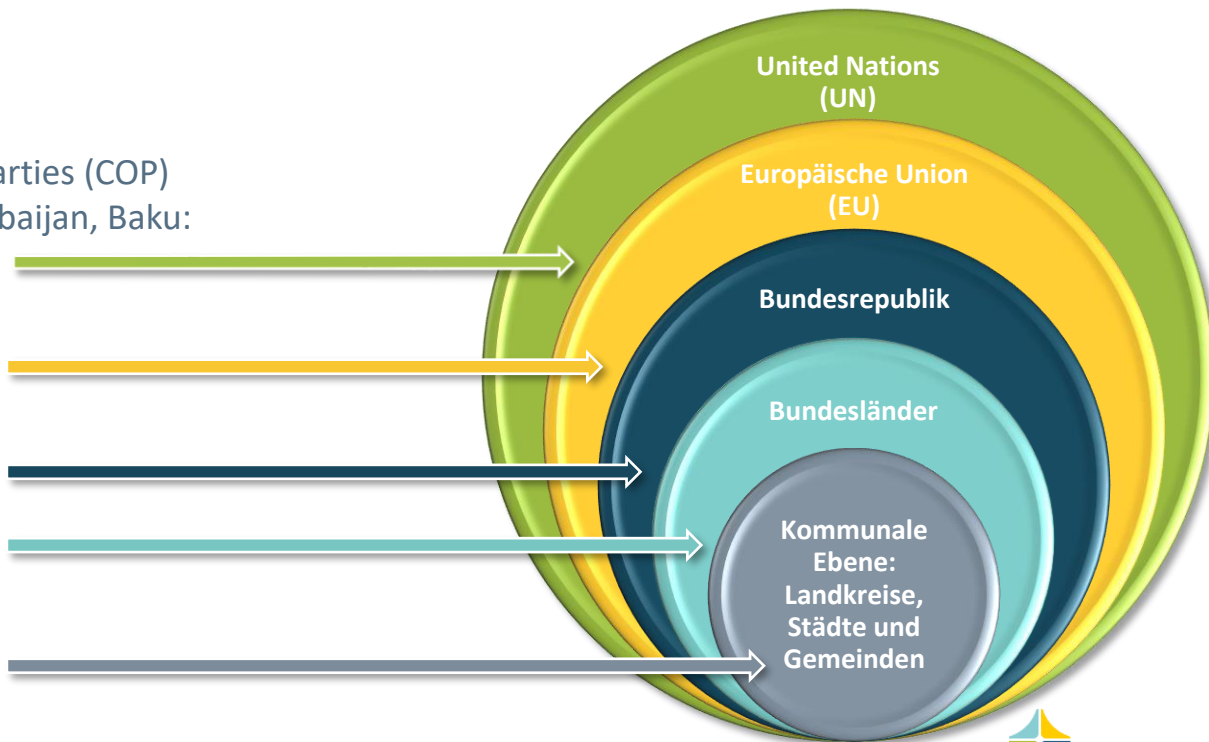 United Nations
(UN)
arties (COP)
baijan, Baku:
Europäische Union
(EU)
Bundesrepublik
Bundesländer
Kommunale
Ebene:
Landkreise,
Städte und
Gemeinden